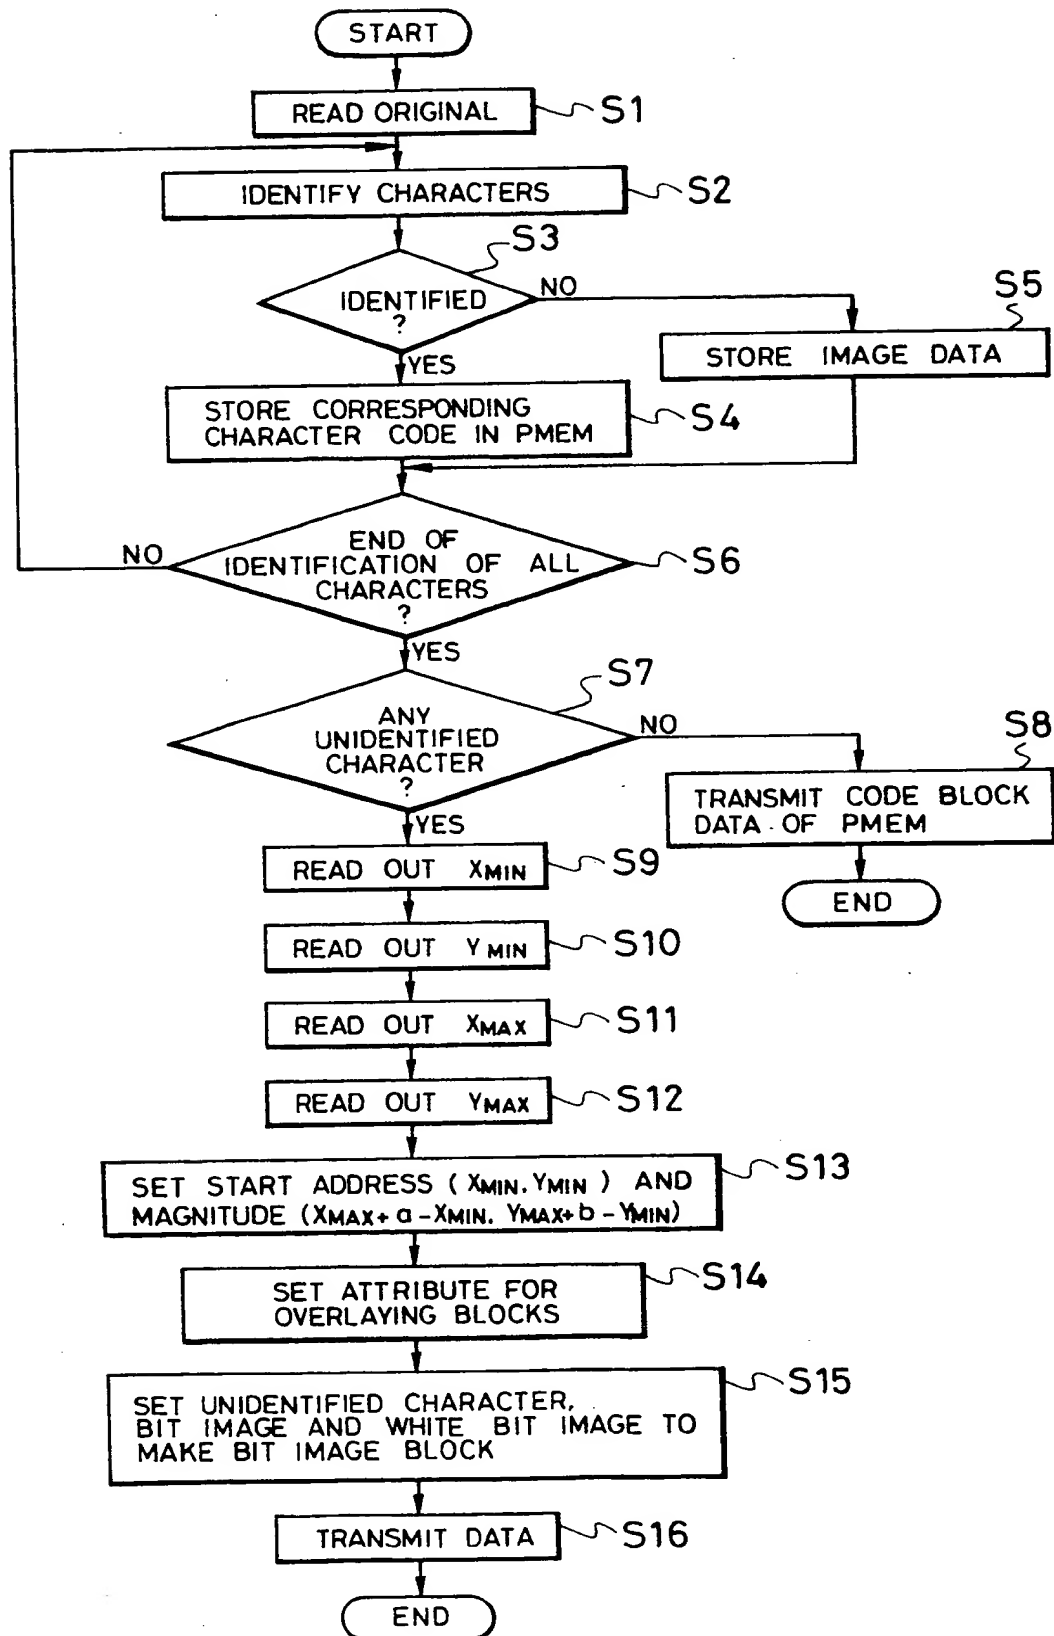 START
READ ORIGINAL
S1
IDENTIFY CHARACTERS
S2
S3
IDENTIFIED
?
NO
YES
S5
STORE IMAGE DATA
STORE CORRESPONDING
CHARACTER CODE IN PMEM
S4
END OF
IDENTIFICATION OF ALL
CHARACTERS
?
NO
S6
YES
S7
ANY
UNIDENTIFIED
CHARACTER
?
NO
YES
S8
TRANSMIT CODE BLOCK
DATA OF PMEM
END
READ OUT XMIN
S9
READ OUT YMIN
S10
READ OUT XMAX
S11
READ OUT YMAX
S12
SET START ADDRESS (XMIN. YMIN) AND
MAGNITUDE (XMAX+a-XMIN. YMAX+b-YMIN)
S13
SET ATTRIBUTE FOR
OVERLAYING BLOCKS
S14
SET UNIDENTIFIED CHARACTER,
BIT IMAGE AND WHITE BIT IMAGE TO
MAKE BIT IMAGE BLOCK
S15
TRANSMIT DATA
S16
END